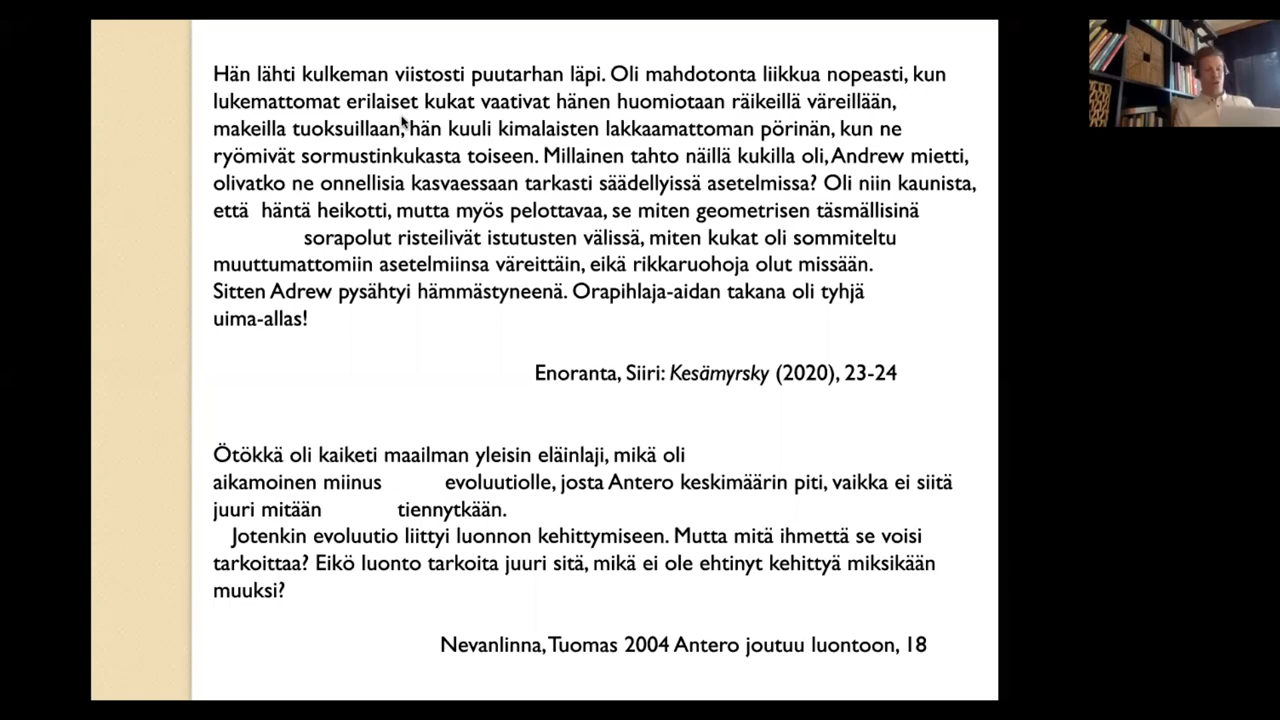 Hän lähti kulkeman viistosti puutarhan läpi. Oli mahdotonta liikkua nopeasti, kun
lukemattomat erilaiset kukat vaativat hänen huomiotaan räikeillä väreillään,
makeilla tuoksuillaan, hän kuuli kimalaisten lakkaamattoman pörinän, kun ne
ryömivät sormustinkukasta toiseen. Millainen tahto näillä kukilla oli, Andrew mietti,
olivatko ne onnellisia kasvaessaan tarkasti säädellyissä asetelmissa? Oli niin kaunista,
että häntä heikotti, mutta myös pelottavaa, se miten geometrisen täsmällisinä
sorapolut risteilivät istutusten välissä, miten kukat oli sommiteltu
muuttumattomiin asetelmiinsa väreittäin, eikä rikkaruohoja olut missään.
Sitten Adrew pysähtyi hämmästyneenä. Orapihlaja-aidan takana oli tyhjä
uima-allas!
Enoranta, Siiri: Kesämyrsky (2020), 23-24
Ötökkä oli kaiketi maailman yleisin eläinlaji, mikä oli
aikamoinen miinus evoluutiolle, josta Antero keskimäärin piti, vaikka ei siitä
juuri mitään tiennytkään.
Jotenkin evoluutio liittyi luonnon kehittymiseen. Mutta mitä ihmettä se voisi
tarkoittaa? Eikö luonto tarkoita juuri sitä, mikä ei ole ehtinyt kehittyä miksikään
muuksi?
Nevanlinna, Tuomas 2004 Antero joutuu luontoon, 18